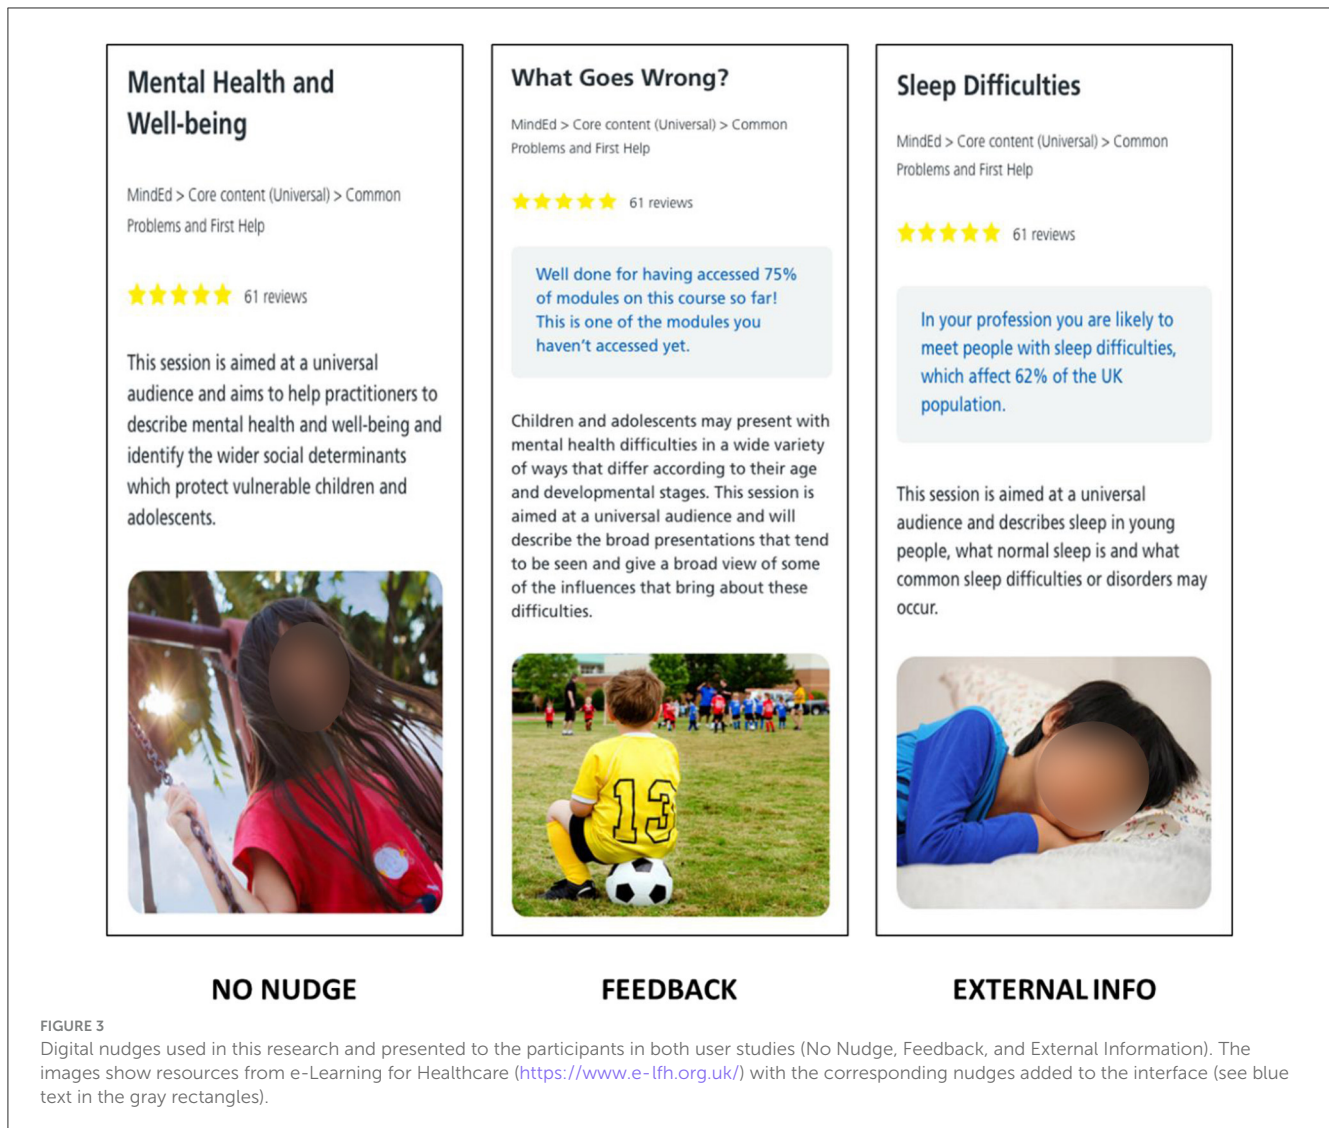 Mental Health and
Well-being
MindEd > Core content (Universal) > Common
Problems and First Help
61 reviews
This session is aimed at a universal
audience and aims to help practitioners to
describe mental health and well-being and
identify the wider social determinants
which protect vulnerable children and
adolescents.
NO NUDGE
What Goes Wrong?
MindEd > Core content (Universal) > Common
Problems and First Help
61 reviews
Well done for having accessed 75%
of modules on this course so far!
This is one of the modules you
haven't accessed yet.
Children and adolescents may present with
mental health difficulties in a wide variety
of ways that differ according to their age
and developmental stages. This session is
aimed at a universal audience and will
describe the broad presentations that tend
to be seen and give a broad view of some
of the influences that bring about these
difficulties.
13
FEEDBACK
Sleep Difficulties
MindEd > Core content (Universal) > Common
Problems and First Help
61 reviews
In your profession you are likely to
meet people with sleep difficulties,
which affect 62% of the UK
population.
This session is aimed at a universal
audience and describes sleep in young
people, what normal sleep is and what
common sleep difficulties or disorders may
occur.
EXTERNAL INFO
FIGURE 3
Digital nudges used in this research and presented to the participants in both user studies (No Nudge, Feedback, and External Information). The
images show resources from e-Learning for Healthcare (https://www.e-lfh.org.uk/) with the corresponding nudges added to the interface (see blue
text in the gray rectangles).